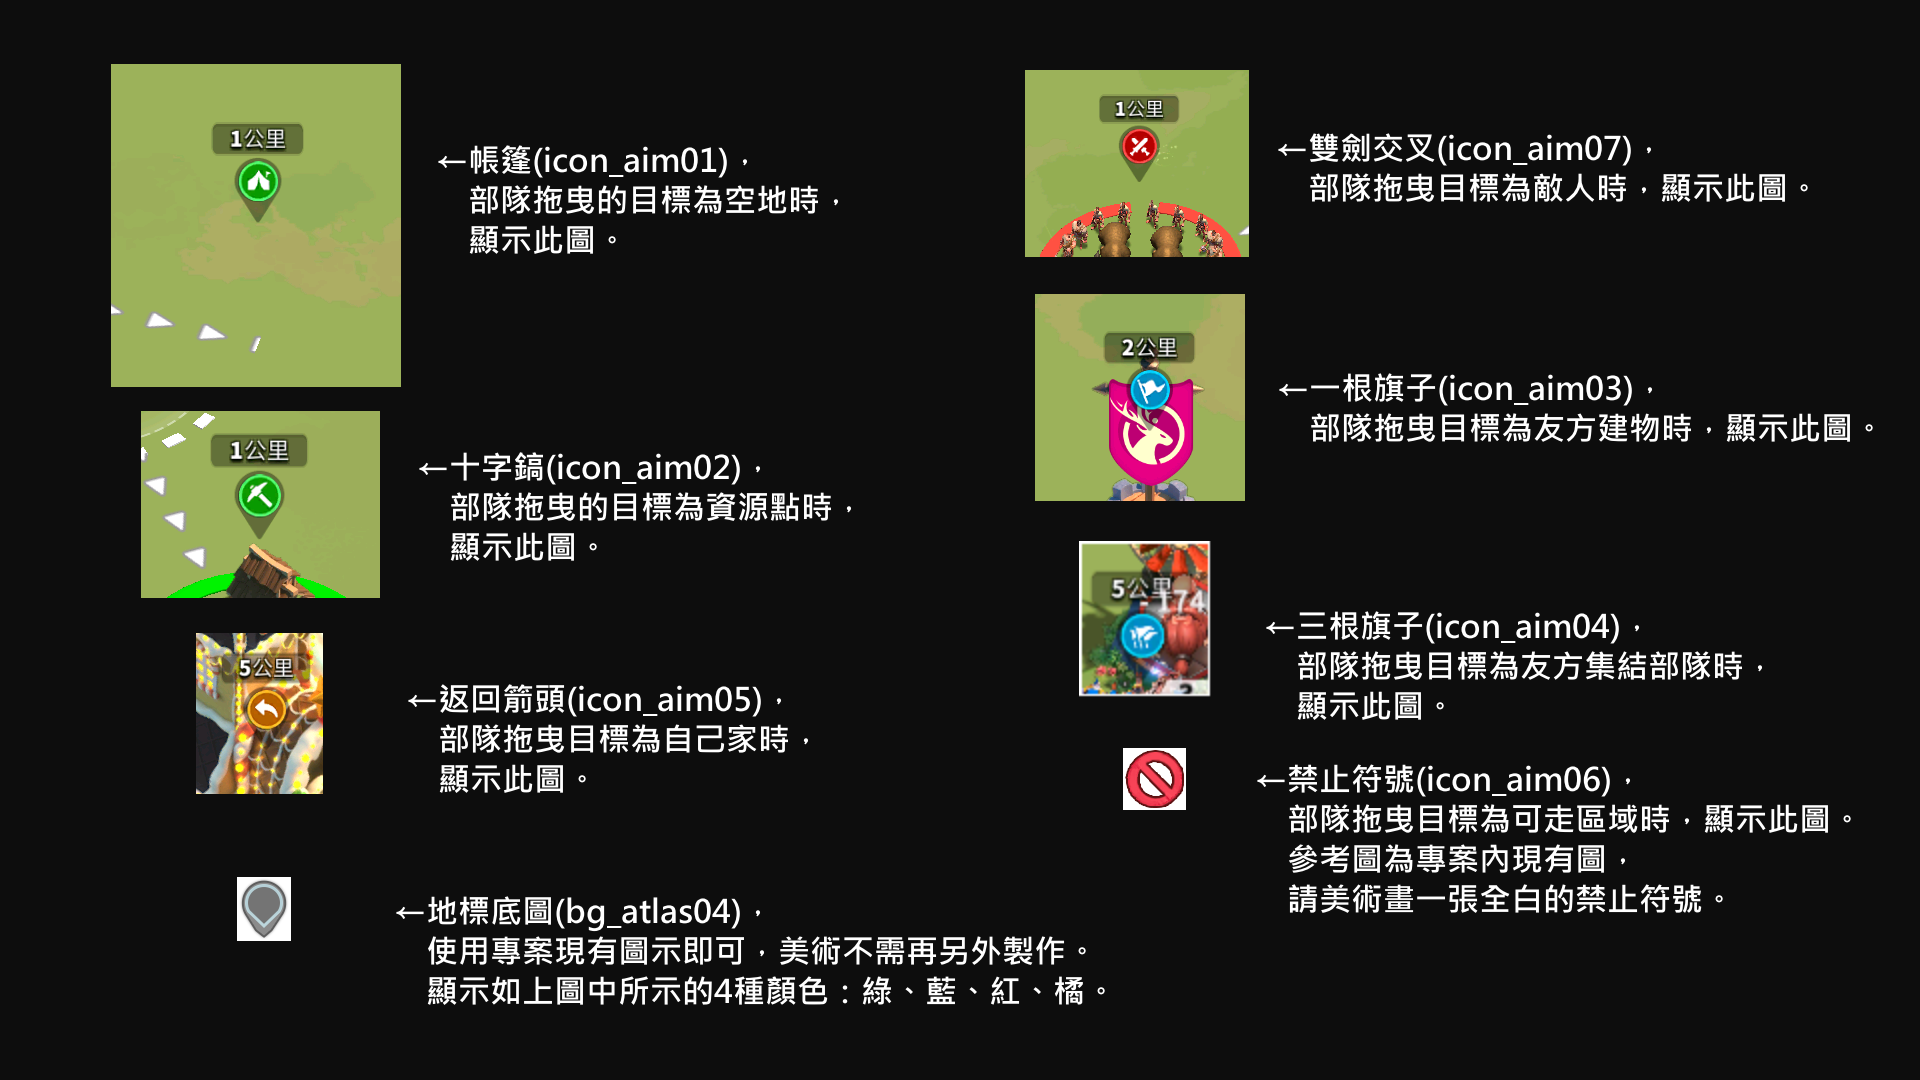 1公里
←帳篷(icon_aim01)，
部隊拖曳的目標為空地時，
顯示此圖。
1公里
←十字鎬(icon_aim02)，
部隊拖曳的目標為資源點時，
顯示此圖。
5公里
←返回箭頭(icon_aim05)，
部隊拖曳目標為自己家時，
顯示此圖。
←地標底圖(bg_atlas04)，
使用專案現有圖示即可，美術不需再另外製作。
顯示如上圖中所示的4種顏色：綠、藍、紅、橘。
1公里
←雙劍交叉(icon_aim07)，
部隊拖曳目標為敵人時，顯示此圖。
2公里
←一根旗子(icon_aim03)，
部隊拖曳目標為友方建物時，顯示此圖。
5公里
174
←三根旗子(icon_aim04)，
部隊拖曳目標為友方集結部隊時，
顯示此圖。
←禁止符號(icon_aim06)，
部隊拖曳目標為可走區域時，顯示此圖。
參考圖為專案內現有圖，
請美術畫一張全白的禁止符號。